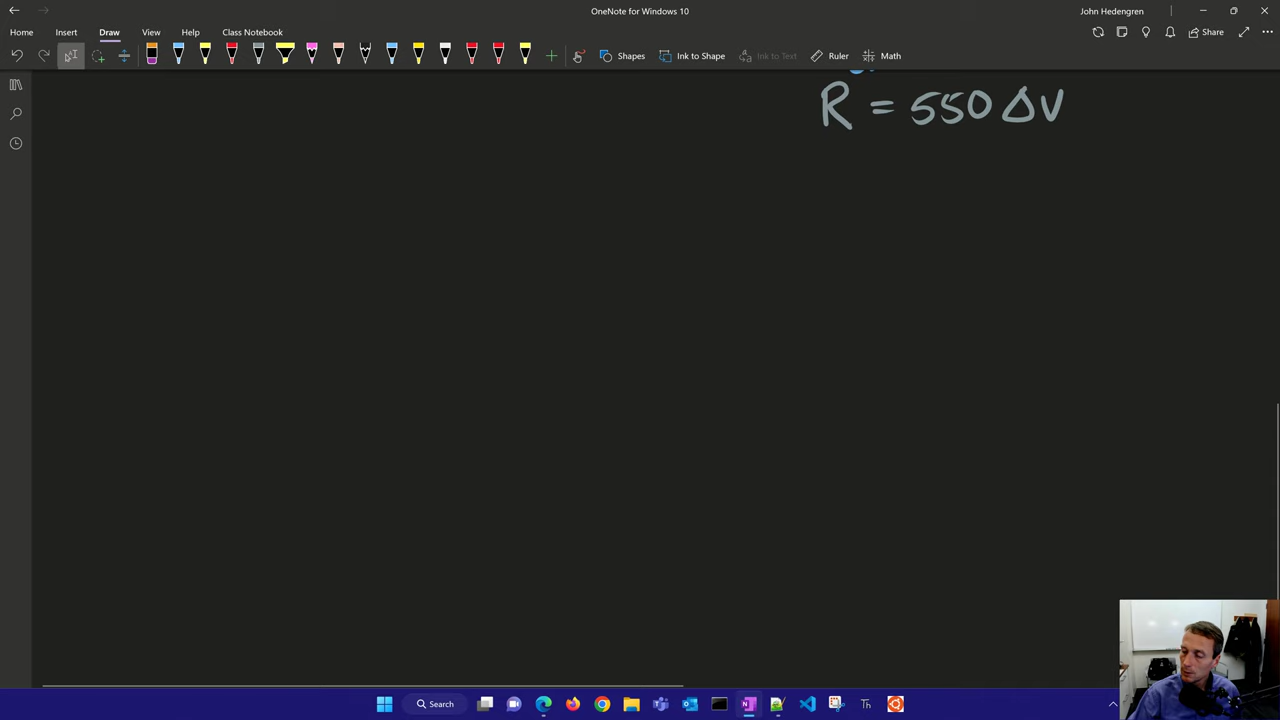 OneNote for Windows 10
John Hedengren
Home Insert Draw View Help Class Notebook
Share
Shapes Ink to Shape Ink to Text Ruler Math
R = 550 ΔV
Search
Th